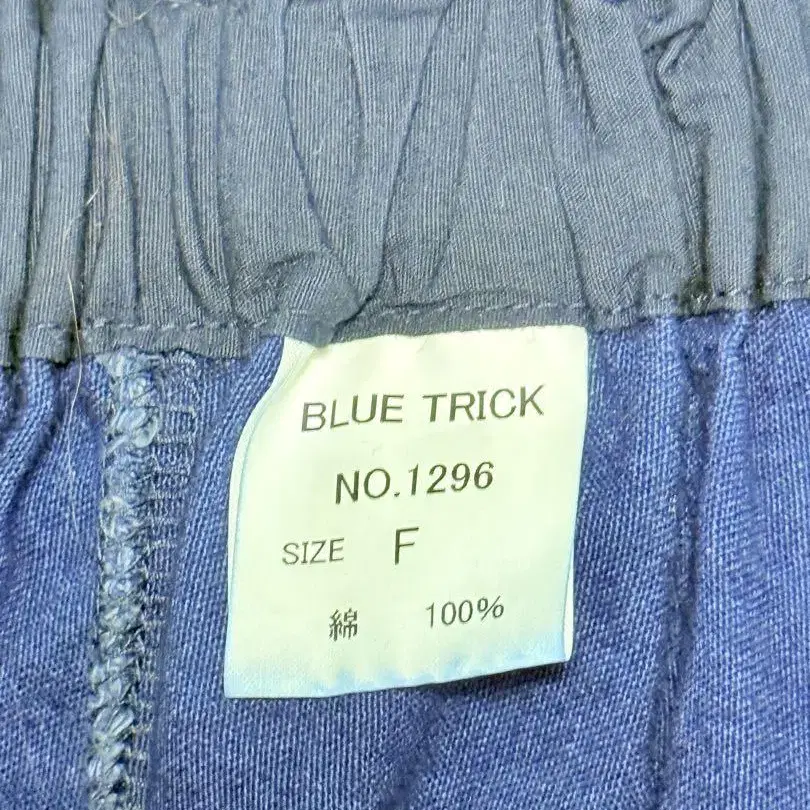 BLUE TRICK
NO.1296
SIZE F
綿 100%